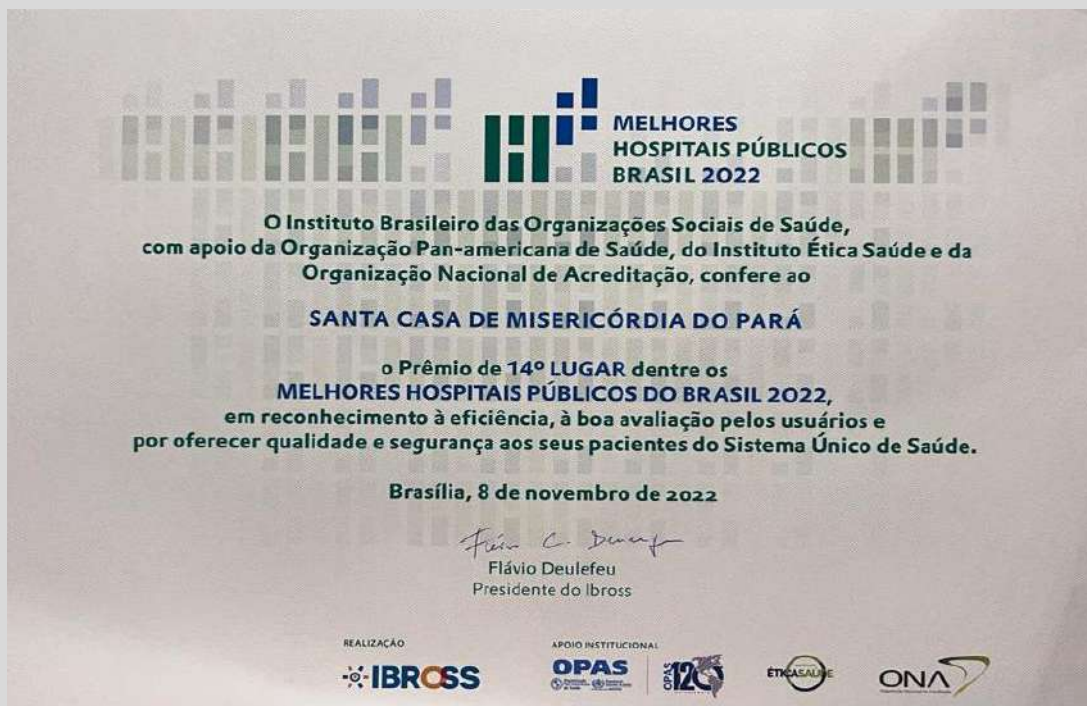 MELHORES
HOSPITAIS PÚBLICOS
BRASIL 2022
O Instituto Brasileiro das Organizações Sociais de Saúde,
com apoio da Organização Pan-americana de Saúde, do Instituto Ética Saúde e da
Organização Nacional de Acreditação, confere ao
SANTA CASA DE MISERICÓRDIA DO PARÁ
o Prêmio de 14º LUGAR dentre os
MELHORES HOSPITAIS PÚBLICOS DO BRASIL 2022,
em reconhecimento à eficiência, à boa avaliação pelos usuários e
por oferecer qualidade e segurança aos seus pacientes do Sistema Único de Saúde.
Brasília, 8 de novembro de 2022
Flávio Deulefeu
Presidente do Ibross
REALIZAÇÃO
APOIO INSTITUCIONAL
IBROSS
OPAS
OPAS 120
ÉTICASAÚDE
ONA